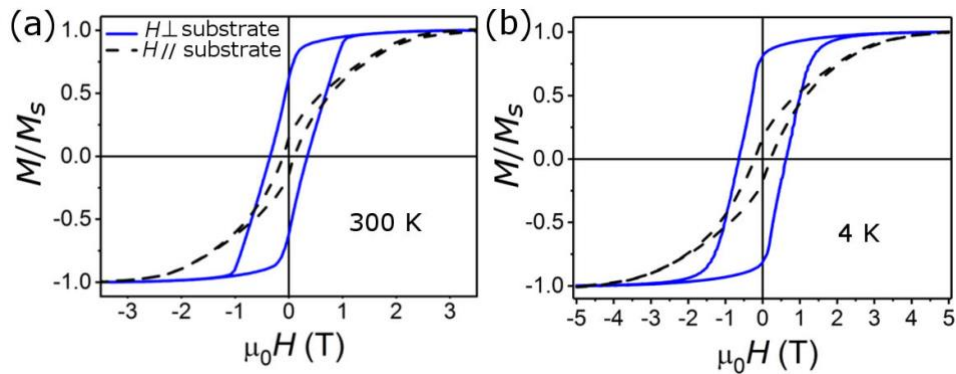 (a)
H⊥ substrate
H // substrate
1.0
0.5
0.0
-0.5
-1.0
M/Ms
300 K
-3 -2 -1 0 1 2 3
μ0H (T)
(b)
1.0
0.5
0.0
-0.5
-1.0
M/Ms
4 K
-5 -4 -3 -2 -1 0 1 2 3 4 5
μ0H (T)